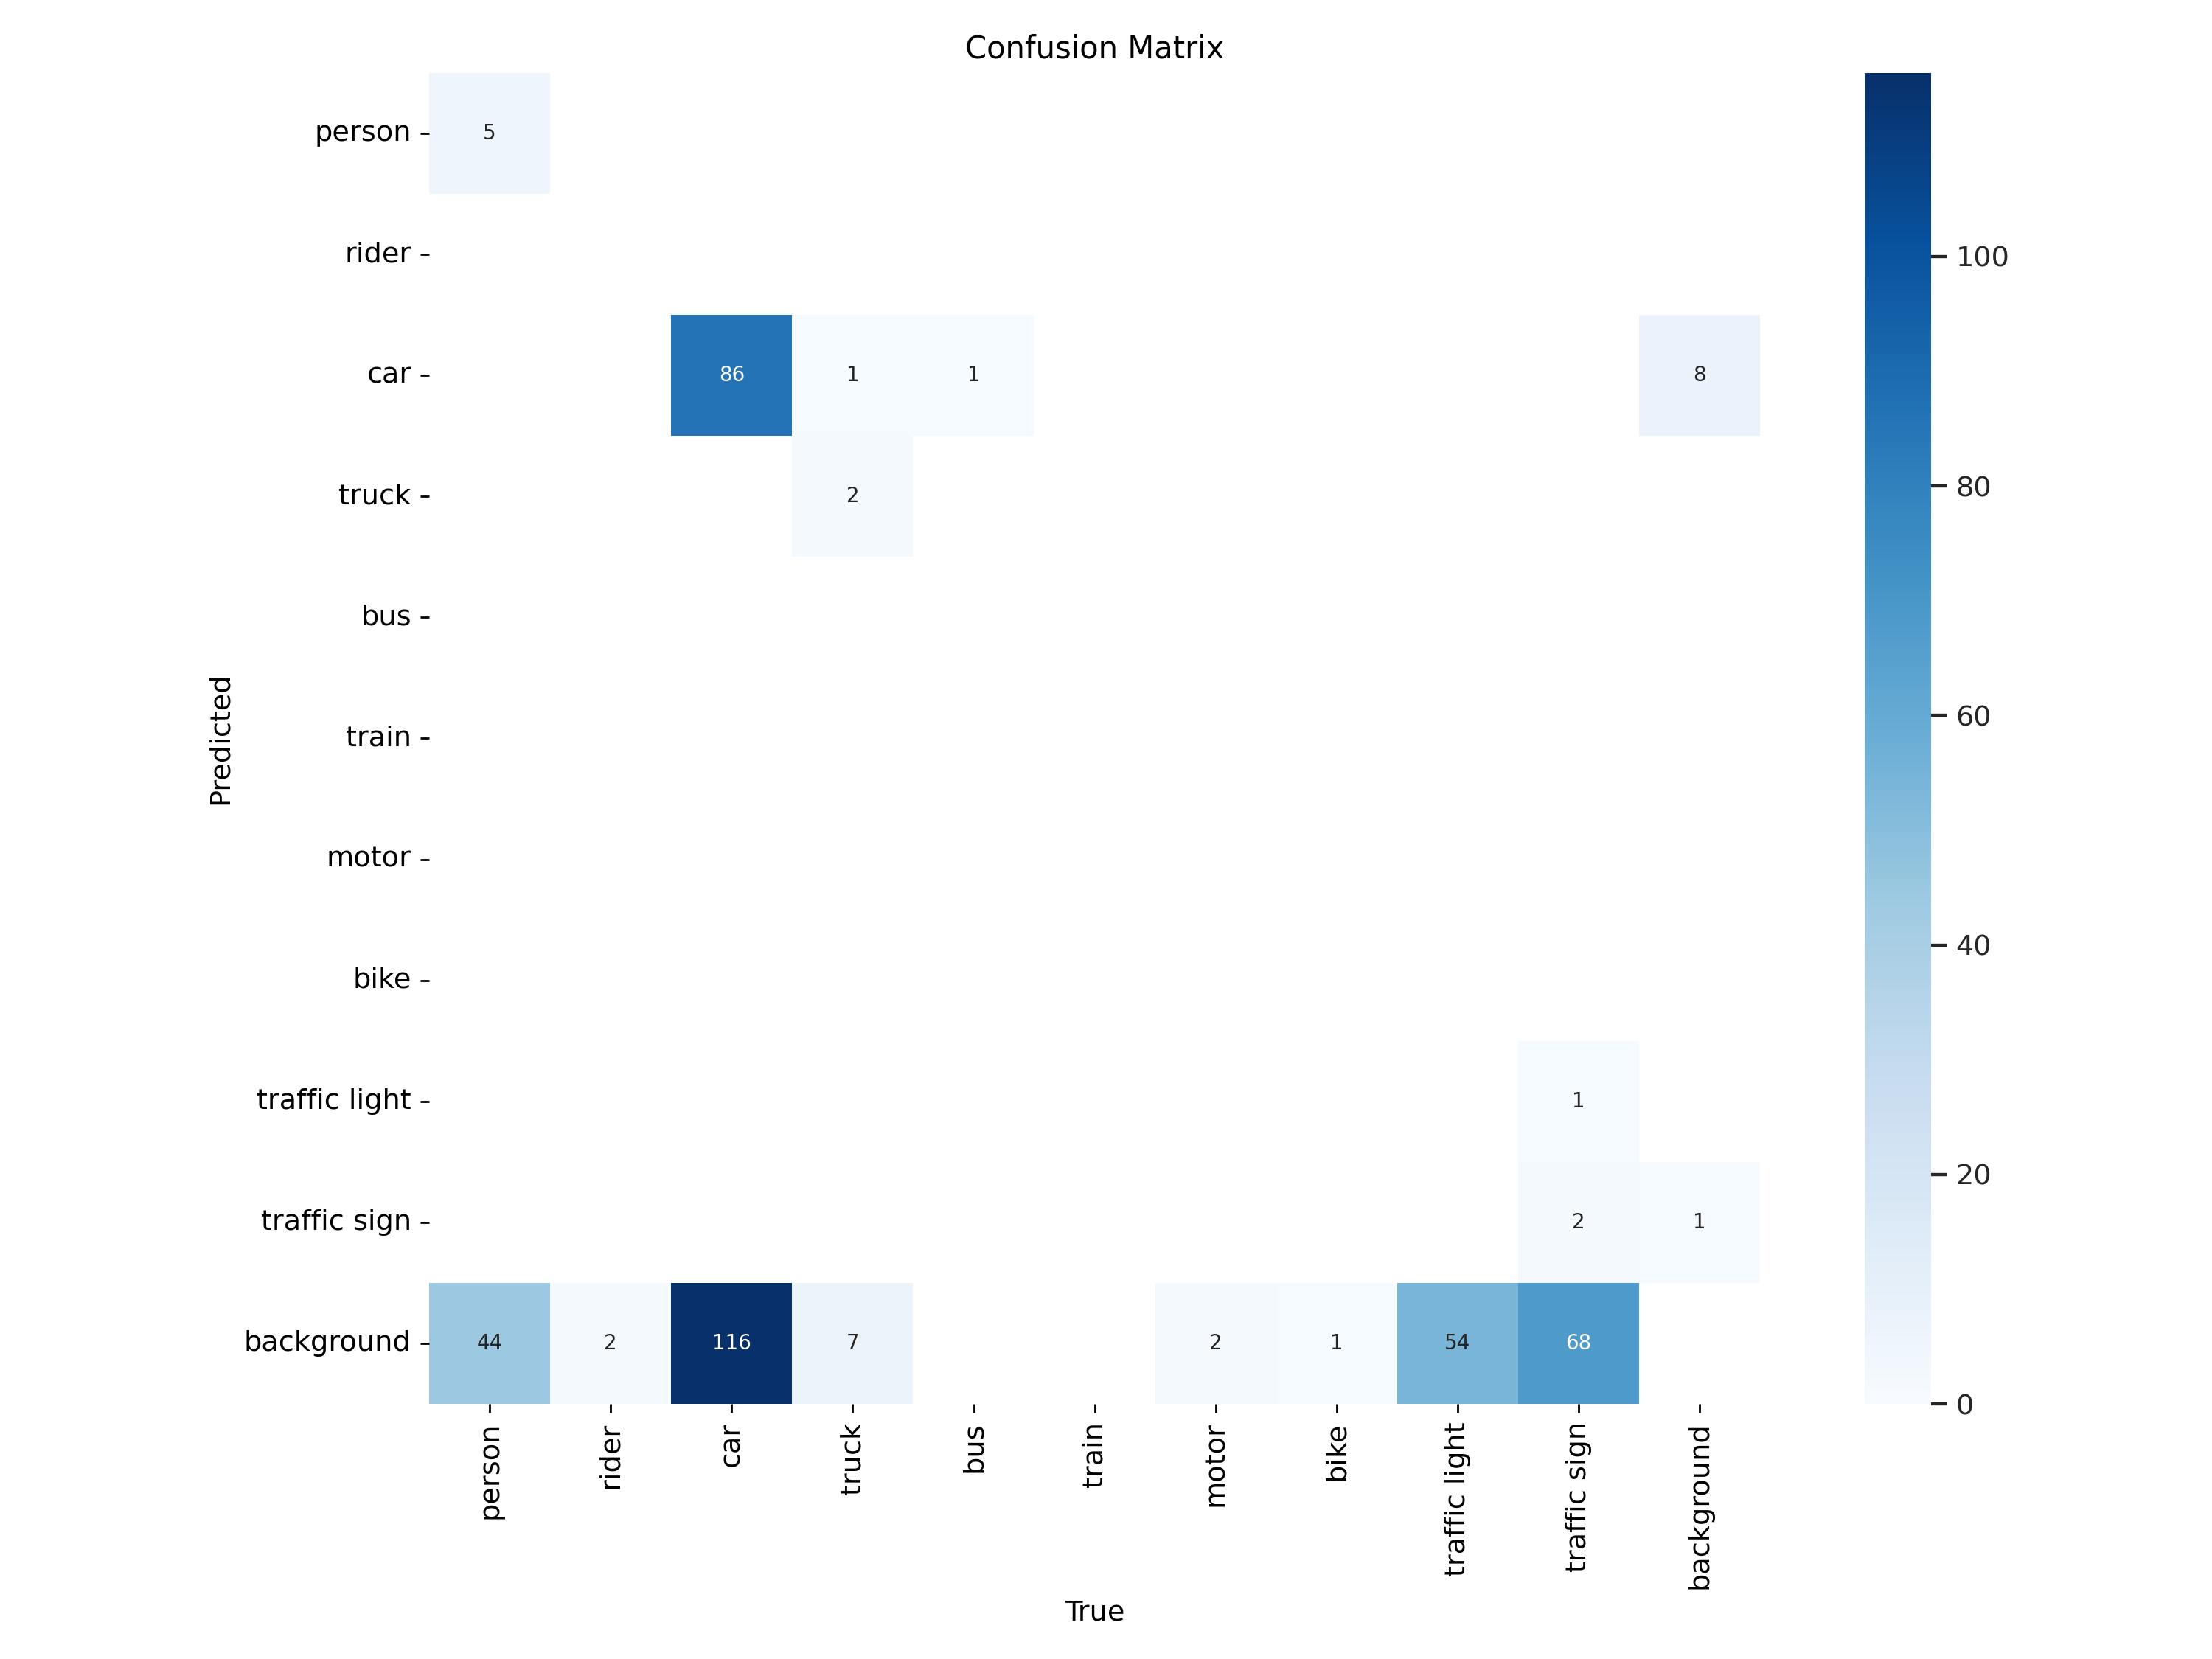 Confusion Matrix
person
5
rider
car
86 1 1 8
truck
2
bus
train
motor
bike
traffic light
1
traffic sign
2 1
background
44 2 116 7 2 1 54 68
Predicted
person rider car truck bus train motor bike traffic light traffic sign background
True
100
80
60
40
20
0